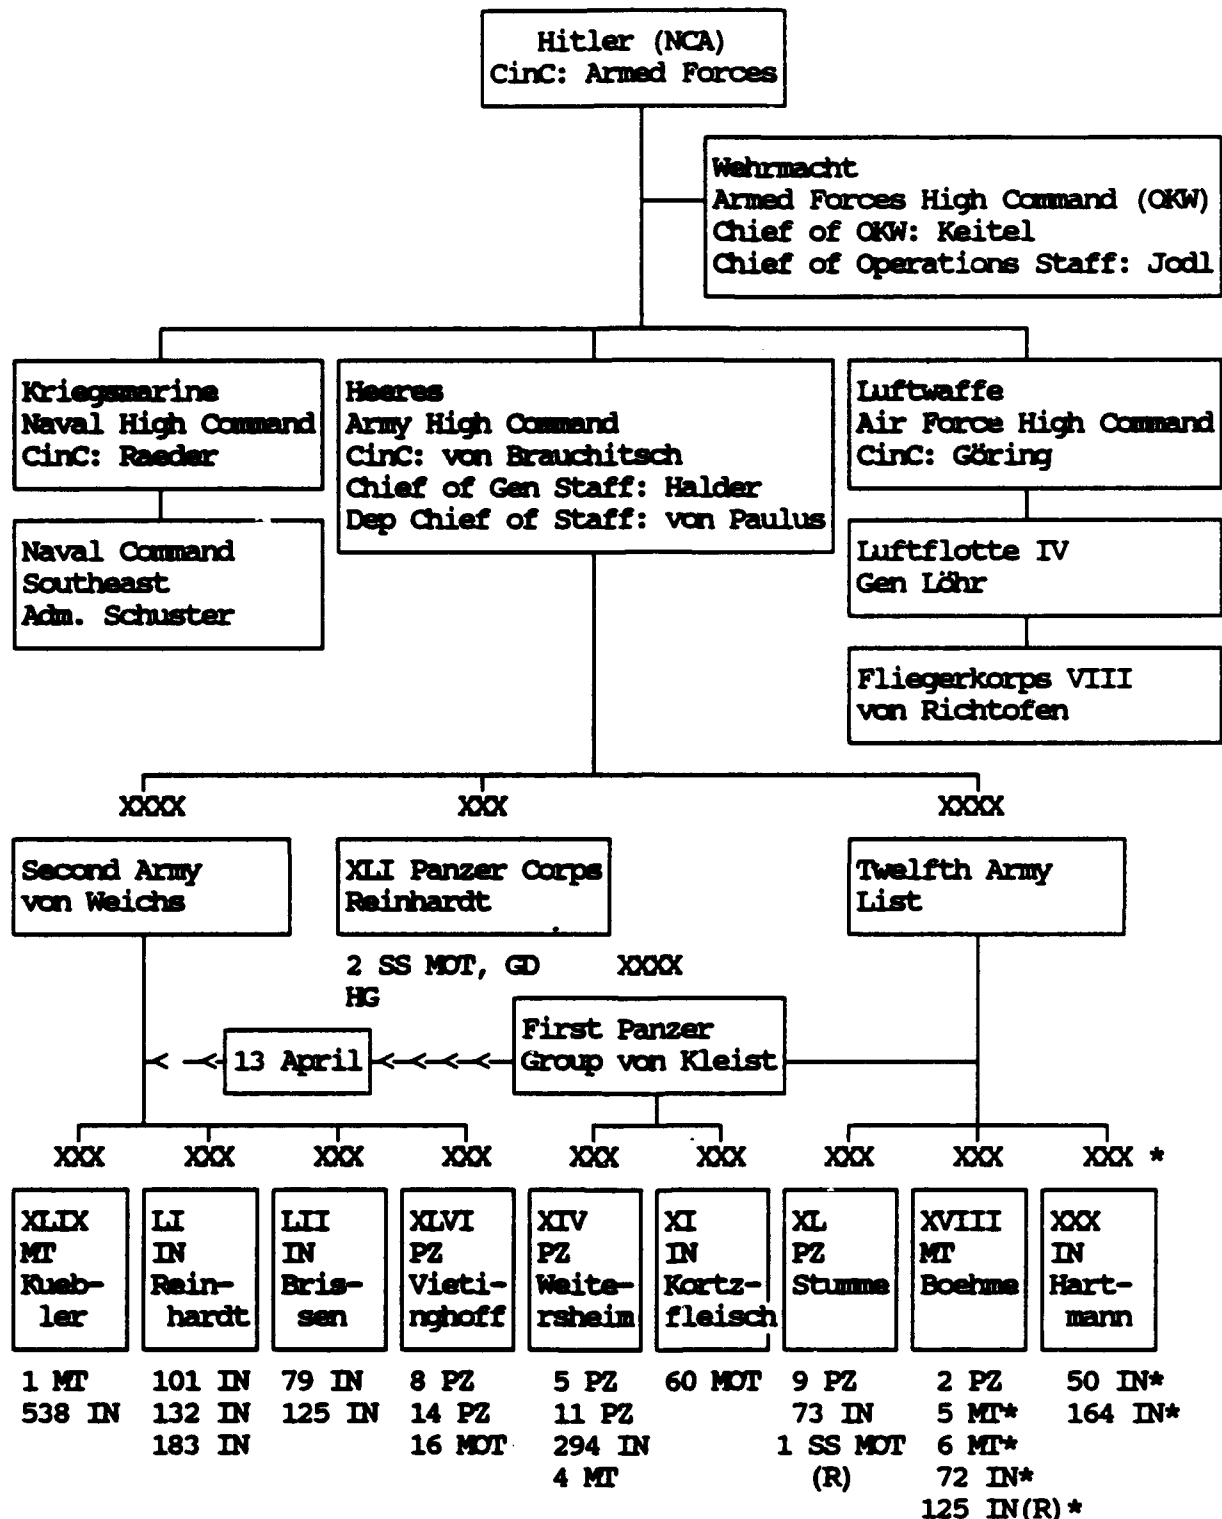 Hitler (NCA)
CinC: Armed Forces
Wehrmacht
Armed Forces High Command (OKW)
Chief of OKW: Keitel
Chief of Operations Staff: Jodl
Kriegsmarine
Naval High Command
CinC: Raeder
Heeres
Army High Command
CinC: von Brauchitsch
Chief of Gen Staff: Halder
Dep Chief of Staff: von Paulus
Luftwaffe
Air Force High Command
CinC: Göring
Naval Command
Southeast
Adm. Schuster
Luftflotte IV
Gen Löhr
Fliegerkorps VIII
von Richtofen
XXXX
XXX
XXXX
Second Army
von Weichs
XLI Panzer Corps
Reinhardt
Twelfth Army
List
2 SS MOT, GD
HG
XXXX
First Panzer
Group von Kleist
13 April
XXX
XXX
XXX
XXX
XXX
XXX
XXX
XXX
XXX *
XLIX
MT
Kueb-
ler
LI
IN
Rein-
hardt
LII
IN
Bris-
sen
XLVI
PZ
Vieti-
nghoff
XIV
PZ
Weite-
rsheim
XI
IN
Kortz-
fleisch
XL
PZ
Stumme
XVIII
MT
Boehme
XXX
IN
Hart-
mann
1 MT
538 IN
101 IN
132 IN
183 IN
79 IN
125 IN
8 PZ
14 PZ
16 MOT
5 PZ
11 PZ
294 IN
4 MT
60 MOT
9 PZ
73 IN
1 SS MOT
(R)
2 PZ
5 MT*
6 MT*
72 IN*
125 IN(R)*
50 IN*
164 IN*